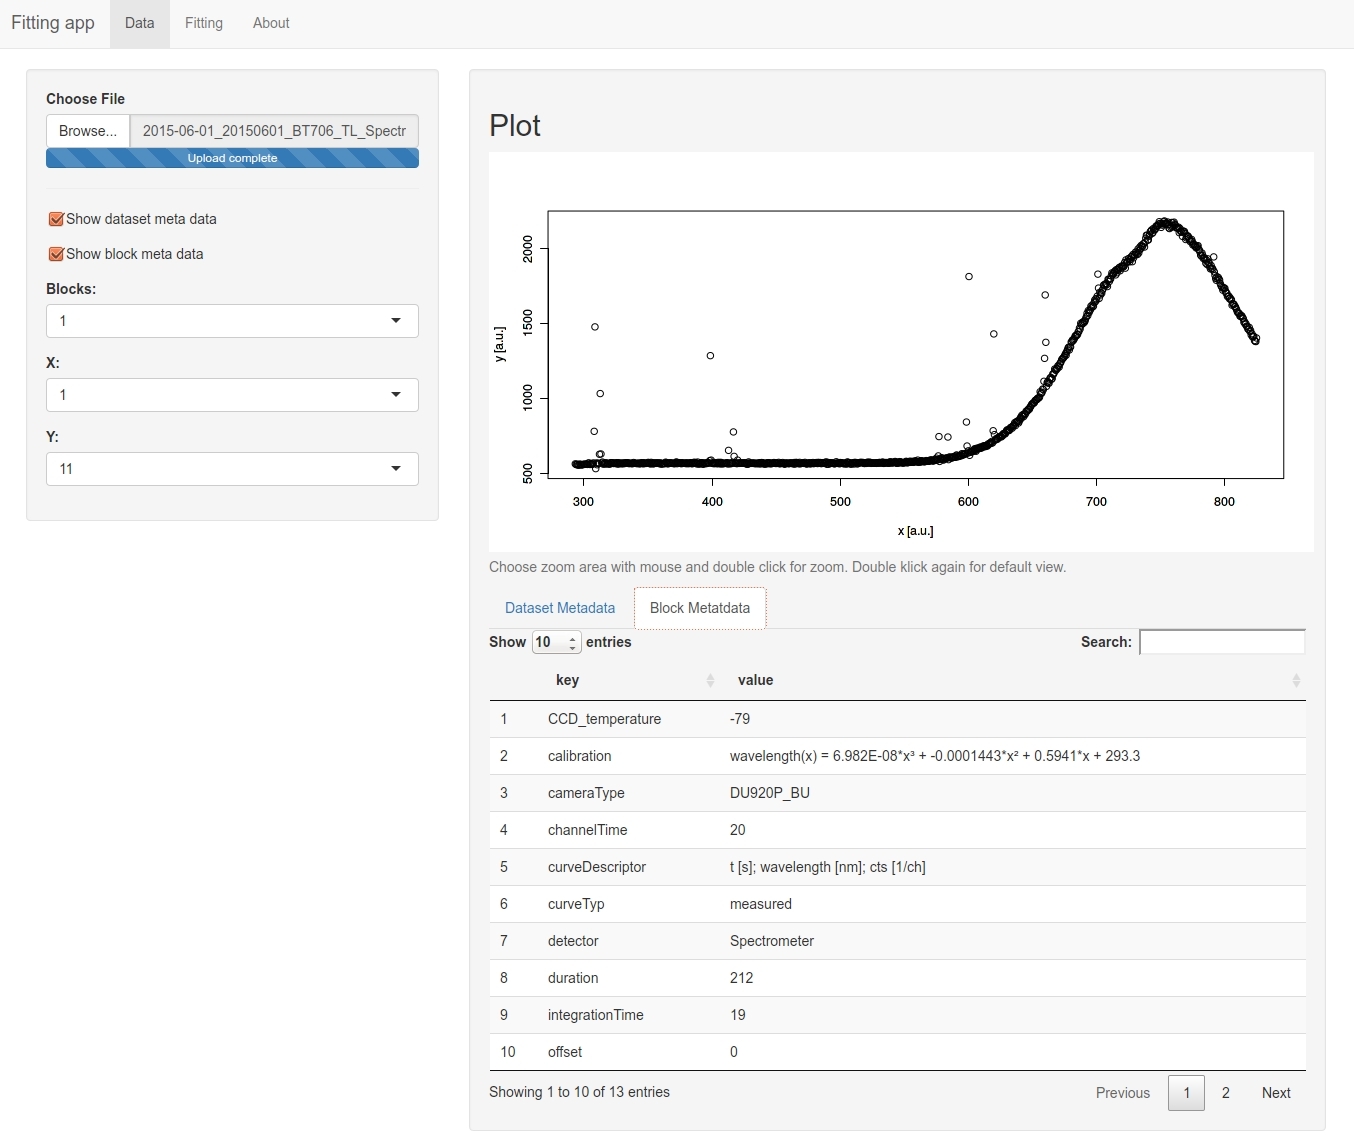 Fitting app Data Fitting About
Choose File
Browse... 2015-06-01_20150601_BT706_TL_Spectr
Upload complete
Show dataset meta data
Show block meta data
Blocks:
1
X:
1
Y:
11
Plot
y [a.u.]
2000
1500
1000
500
300 400 500 600 700 800
x [a.u.]
Choose zoom area with mouse and double click for zoom. Double klick again for default view.
Dataset Metadata Block Metatdata
Show 10 entries Search:
key value
1 CCD_temperature -79
2 calibration wavelength(x) = 6.982E-08*x³ + -0.0001443*x² + 0.5941*x + 293.3
3 cameraType DU920P_BU
4 channelTime 20
5 curveDescriptor t [s]; wavelength [nm]; cts [1/ch]
6 curveTyp measured
7 detector Spectrometer
8 duration 212
9 integrationTime 19
10 offset 0
Showing 1 to 10 of 13 entries Previous 1 2 Next